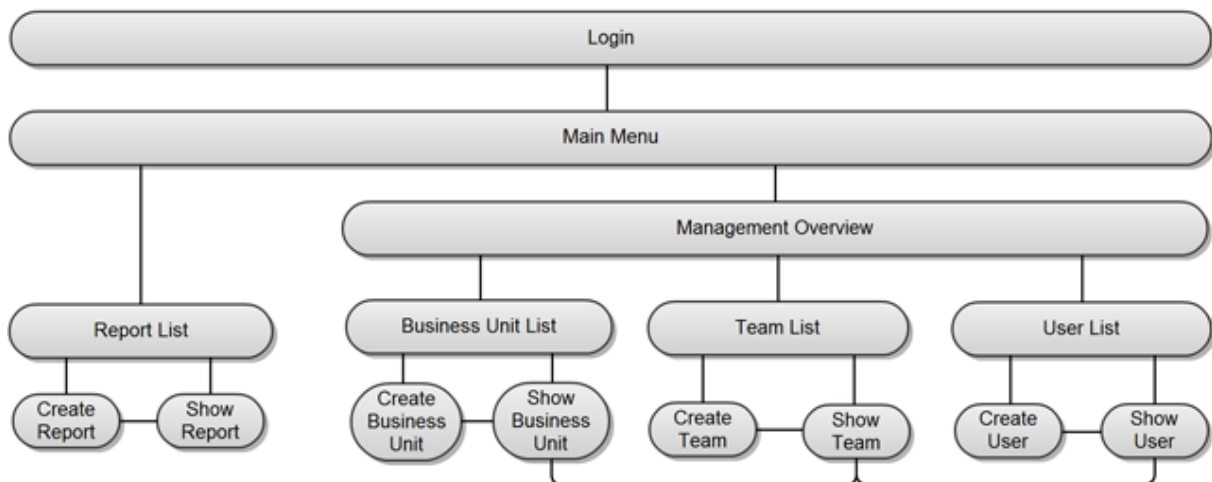 Login
Main Menu
Management Overview
Report List
Business Unit List
Team List
User List
Create
Report
Show
Report
Create
Business
Unit
Show
Business
Unit
Create
Team
Show
Team
Create
User
Show
User